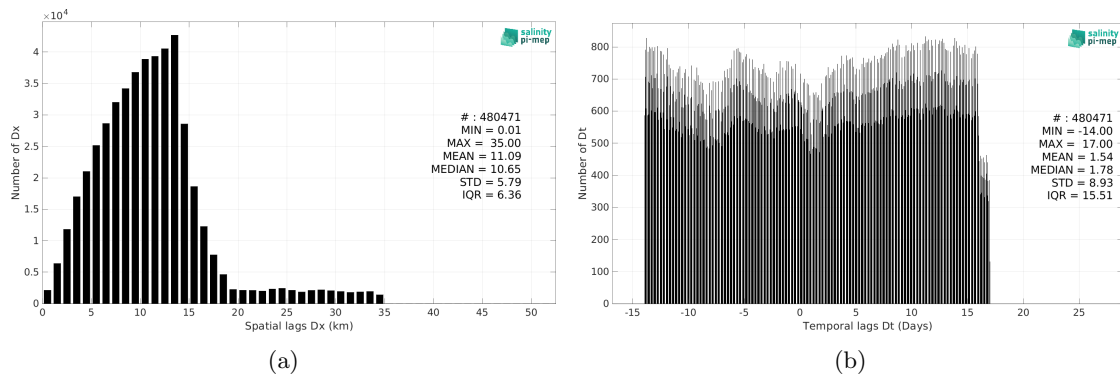 ×10⁴
4
3.5
3
2.5
2
1.5
1
0.5
0
Number of Dx
0 5 10 15 20 25 30 35 40 45 50
Spatial lags Dx (km)
salinity
pi-mep
# : 480471
MIN = 0.01
MAX = 35.00
MEAN = 11.09
MEDIAN = 10.65
STD = 5.79
IQR = 6.36
(a)
800
700
600
500
400
300
200
100
0
Number of Dt
-15 -10 -5 0 5 10 15 20 25
Temporal lags Dt (Days)
salinity
pi-mep
# : 480471
MIN = -14.00
MAX = 17.00
MEAN = 1.54
MEDIAN = 1.78
STD = 8.93
IQR = 15.51
(b)